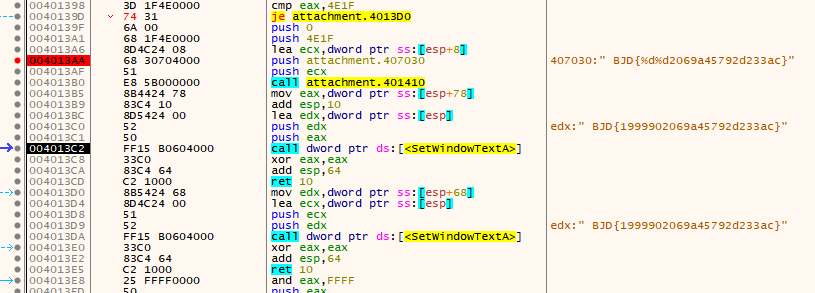 00401398 3D 1F4E0000 cmp eax,4E1F
0040139D 74 31 je attachment.4013D0
0040139F 6A 00 push 0
004013A1 68 1F4E0000 push 4E1F
004013A6 8D4C24 08 lea ecx,dword ptr ss:[esp+8]
004013AA 68 30704000 push attachment.407030 407030:" BJD{%d%d2069a45792d233ac}"
004013AF 51 push ecx
004013B0 E8 5B000000 call attachment.401410
004013B5 8B4424 78 mov eax,dword ptr ss:[esp+78]
004013B9 83C4 10 add esp,10
004013BC 8D5424 00 lea edx,dword ptr ss:[esp]
004013C0 52 push edx edx:" BJD{1999902069a45792d233ac}"
004013C1 50 push eax
004013C2 FF15 B0604000 call dword ptr ds:[<SetWindowTextA>]
004013C8 33C0 xor eax,eax
004013CA 83C4 64 add esp,64
004013CD C2 1000 ret 10
004013D0 8B5424 68 mov edx,dword ptr ss:[esp+68]
004013D4 8D4C24 00 lea ecx,dword ptr ss:[esp]
004013D8 51 push ecx
004013D9 52 push edx edx:" BJD{1999902069a45792d233ac}"
004013DA FF15 B0604000 call dword ptr ds:[<SetWindowTextA>]
004013E0 33C0 xor eax,eax
004013E2 83C4 64 add esp,64
004013E5 C2 1000 ret 10
004013E8 25 FFFF0000 and eax,FFFF
004013ED 50 push eax